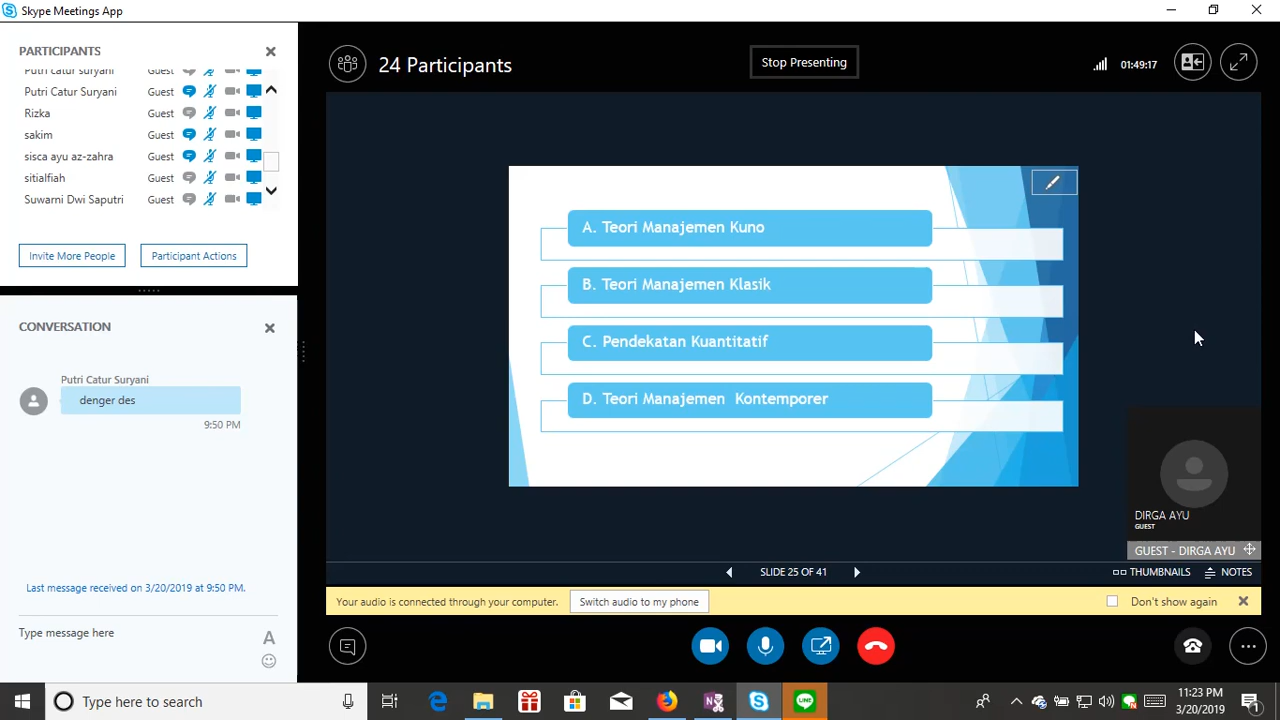 Skype Meetings App
PARTICIPANTS
Putri catur suryani Guest
Putri Catur Suryani Guest
Rizka Guest
sakim Guest
sisca ayu az-zahra Guest
sitialfiah Guest
Suwarni Dwi Saputri Guest
Invite More People
Participant Actions
CONVERSATION
Putri Catur Suryani
denger des
9:50 PM
Last message received on 3/20/2019 at 9:50 PM.
Type message here
A
24 Participants
Stop Presenting
01:49:17
A. Teori Manajemen Kuno
B. Teori Manajemen Klasik
C. Pendekatan Kuantitatif
D. Teori Manajemen Kontemporer
DIRGA AYU
GUEST
GUEST - DIRGA AYU
SLIDE 25 OF 41
THUMBNAILS
NOTES
Your audio is connected through your computer.
Switch audio to my phone
Don't show again
Type here to search
11:23 PM
3/20/2019
1